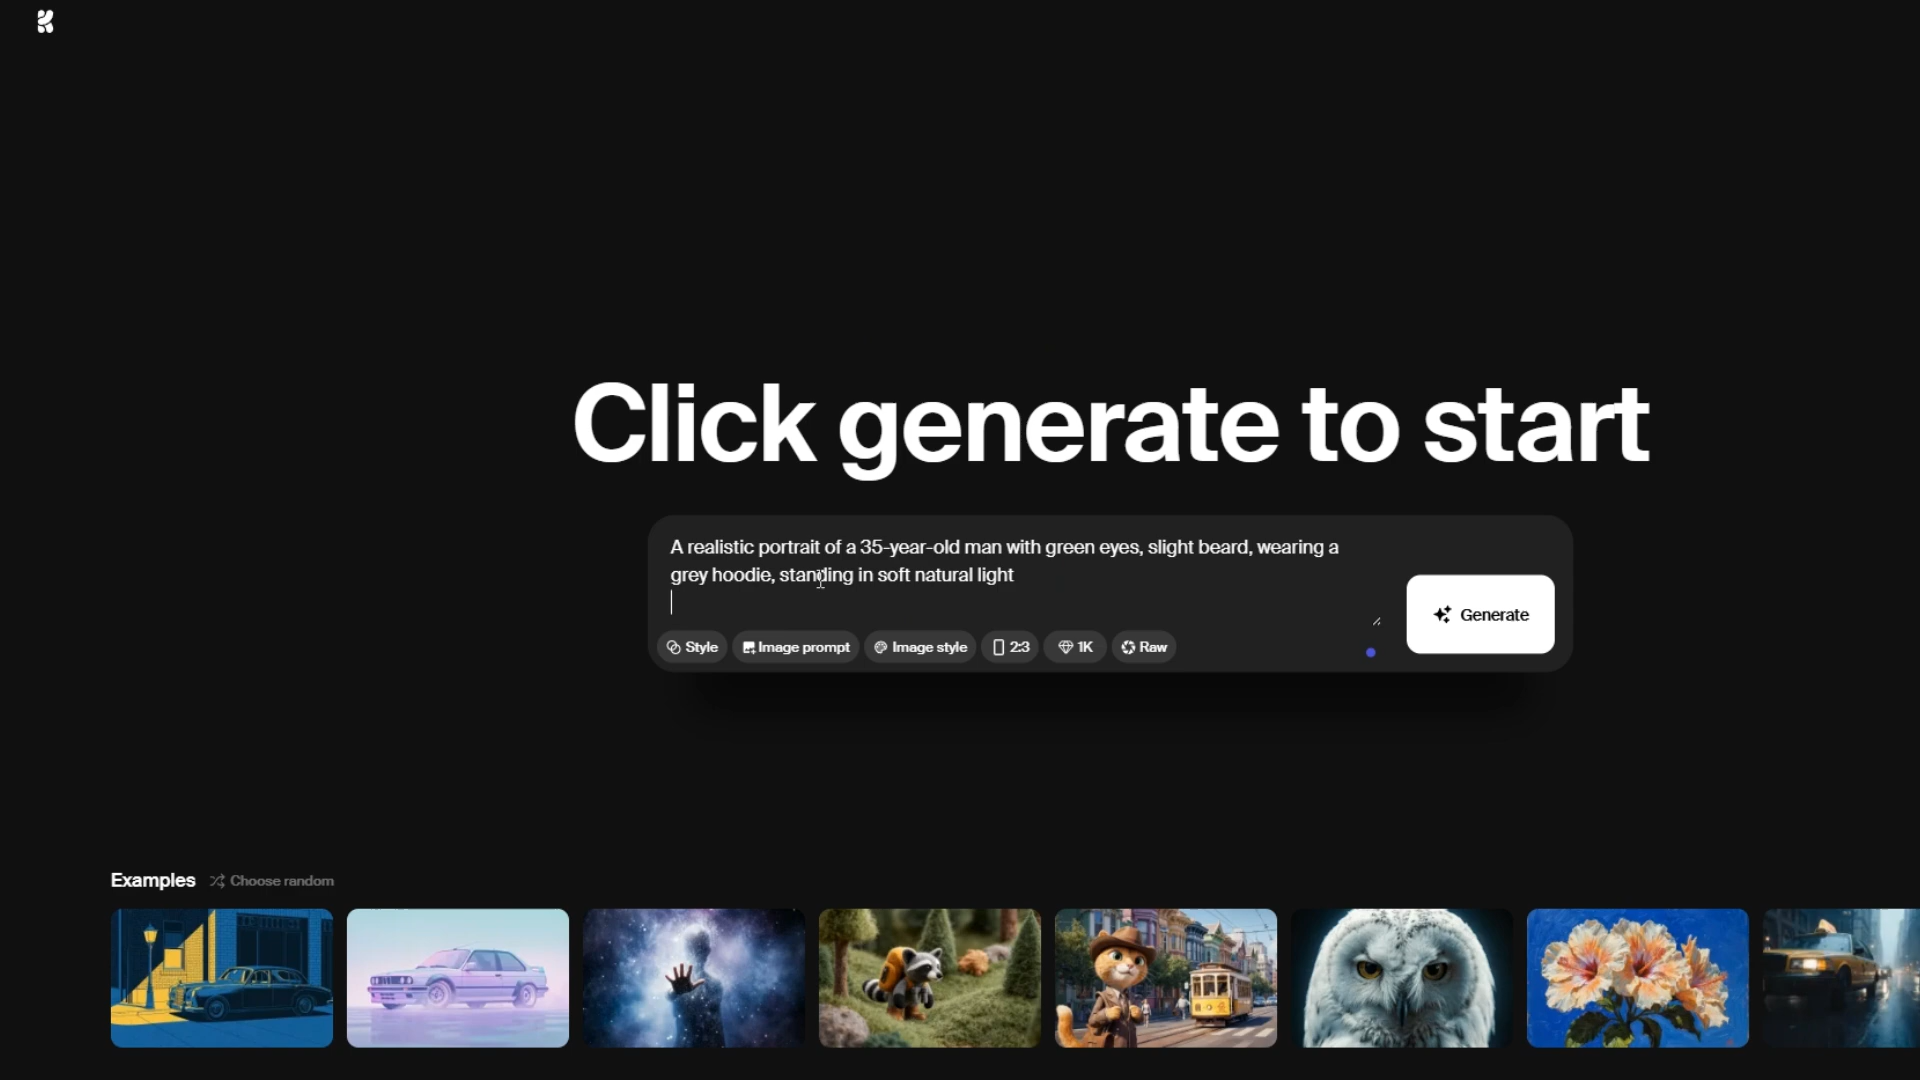 Click generate to start
A realistic portrait of a 35-year-old man with green eyes, slight beard, wearing a
grey hoodie, standing in soft natural light
Generate
Style
Image prompt
Image style
2:3
1K
Raw
Examples
Choose random